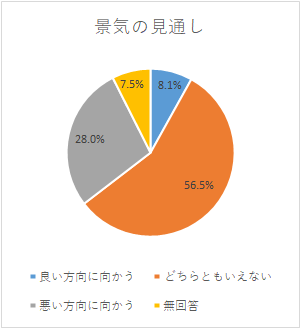 景気の見通し
7.5%
8.1%
28.0%
56.5%
良い方向に向かう
どちらともいえない
悪い方向に向かう
無回答